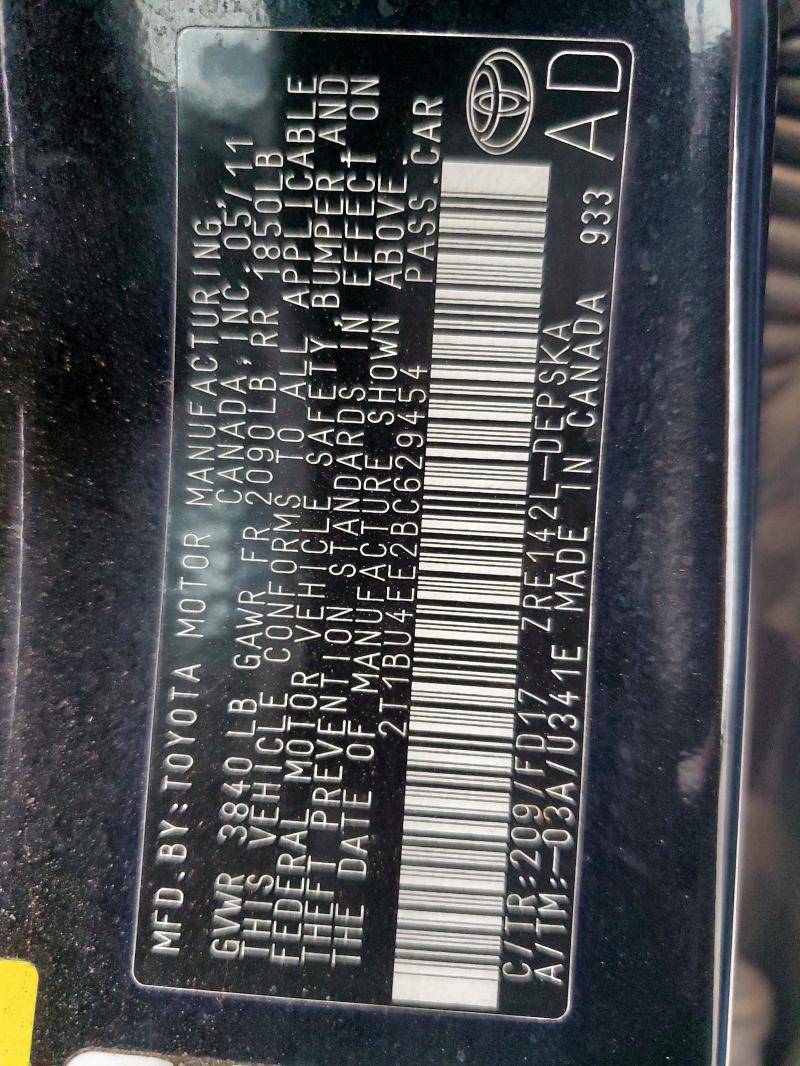 MFD.BY:TOYOTA MOTOR MANUFACTURING,
CANADA, INC. 05/11
GVWR 3840 LB GAWR FR 2090LB, RR 1850LB
THIS VEHICLE CONFORMS TO ALL APPLICABLE
FEDERAL MOTOR VEHICLE SAFETY, BUMPER, AND
THEFT PREVENTION STANDARDS IN EFFECT ON
THE DATE OF MANUFACTURE SHOWN ABOVE.
2T1BU4EE2BC629454 PASS.CAR
C/TR:209/FD17 ZRE142L-DEPSKA
A/TM:-03A/U341E MADE IN CANADA 933 AD